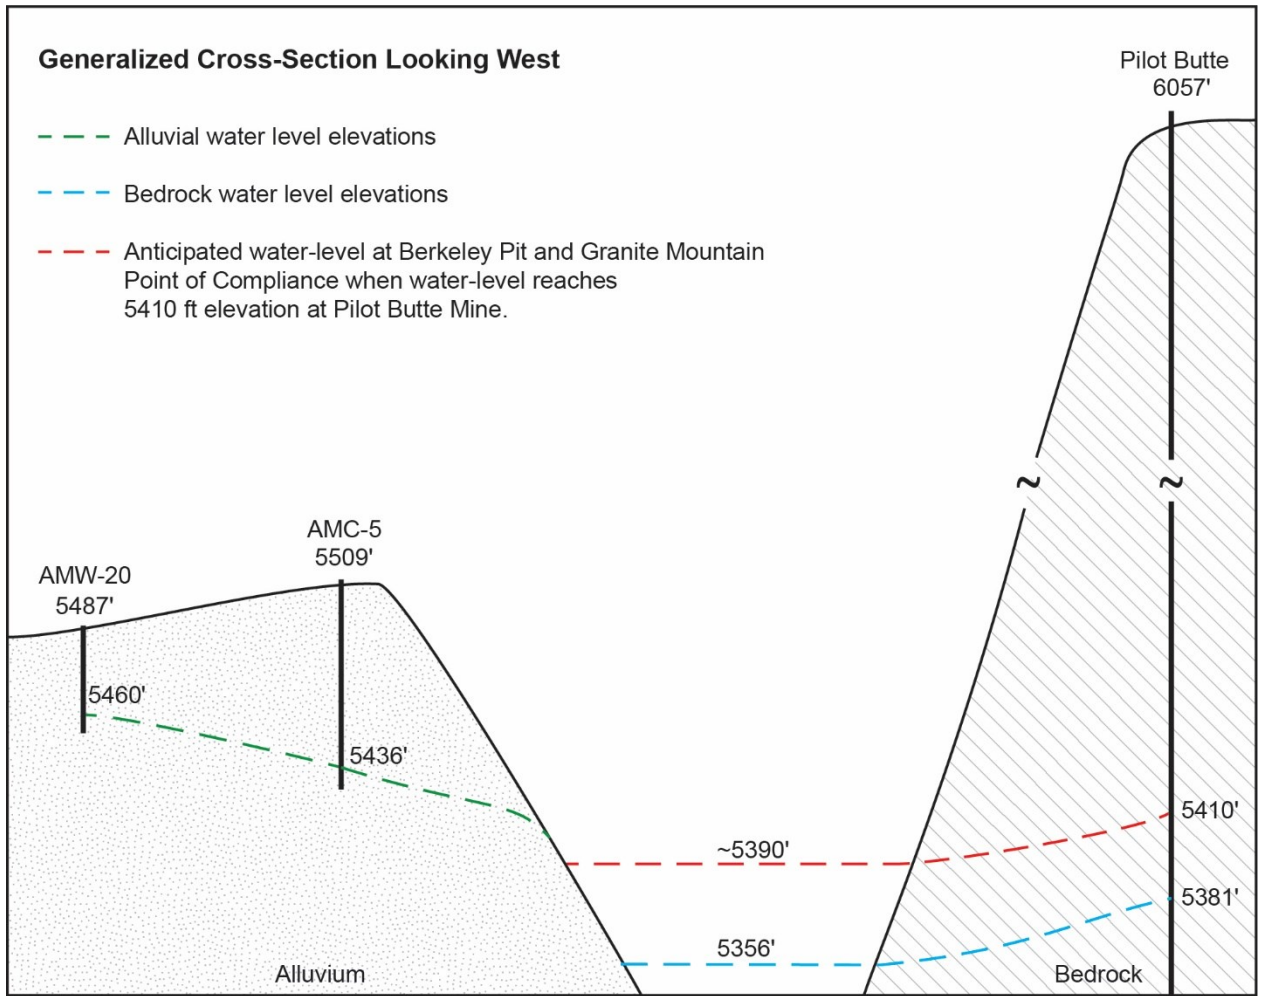 Generalized Cross-Section Looking West
Pilot Butte
6057'
Alluvial water level elevations
Bedrock water level elevations
Anticipated water-level at Berkeley Pit and Granite Mountain
Point of Compliance when water-level reaches
5410 ft elevation at Pilot Butte Mine.
AMC-5
5509'
AMW-20
5487'
5460'
5436'
5410'
~5390'
5381'
5356'
Alluvium
Bedrock